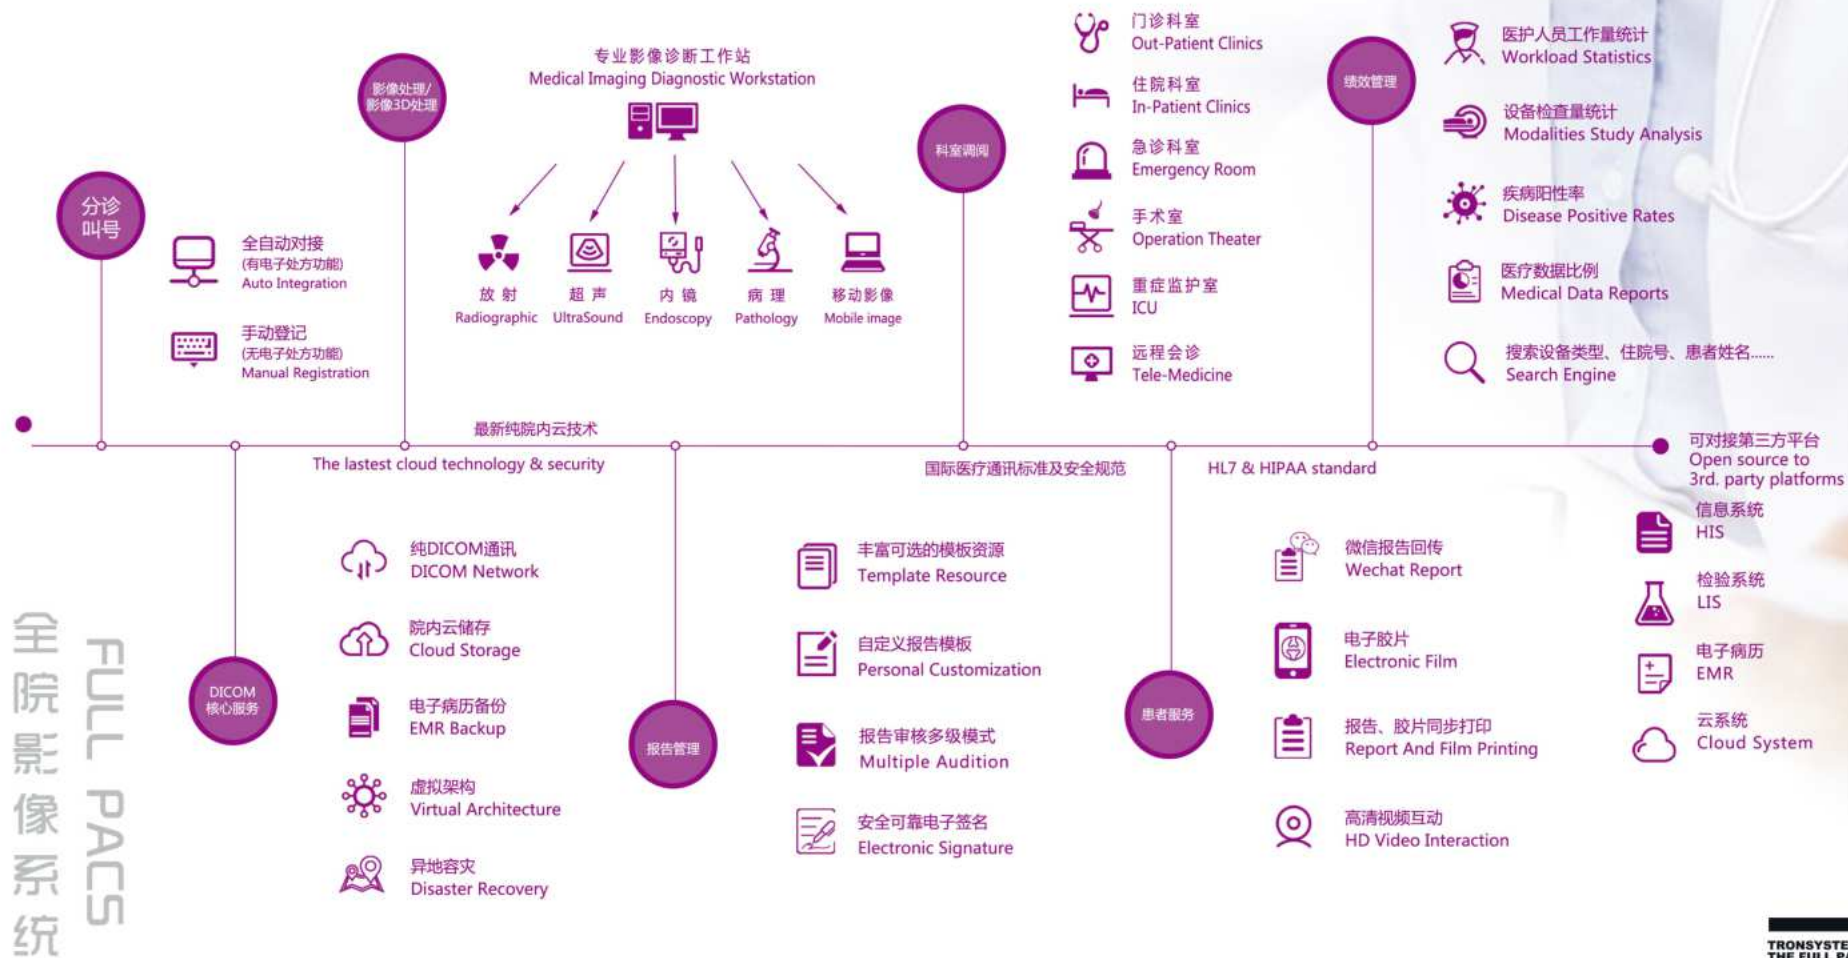 分诊
叫号
全自动对接
(有电子处方功能)
Auto Integration
手动登记
(无电子处方功能)
Manual Registration
影像处理/
影像3D处理
专业影像诊断工作站
Medical Imaging Diagnostic Workstation
放射
Radiographic
超声
UltraSound
内镜
Endoscopy
病理
Pathology
移动影像
Mobile image
科室调阅
门诊科室
Out-Patient Clinics
住院科室
In-Patient Clinics
急诊科室
Emergency Room
手术室
Operation Theater
重症监护室
ICU
远程会诊
Tele-Medicine
绩效管理
医护人员工作量统计
Workload Statistics
设备检查量统计
Modalities Study Analysis
疾病阳性率
Disease Positive Rates
医疗数据比例
Medical Data Reports
搜索设备类型、住院号、患者姓名......
Search Engine
最新纯院内云技术
The lastest cloud technology & security
国际医疗通讯标准及安全规范
HL7 & HIPAA standard
可对接第三方平台
Open source to
3rd. party platforms
信息系统
HIS
检验系统
LIS
电子病历
EMR
云系统
Cloud System
DICOM
核心服务
纯DICOM通讯
DICOM Network
院内云储存
Cloud Storage
电子病历备份
EMR Backup
虚拟架构
Virtual Architecture
异地容灾
Disaster Recovery
报告管理
丰富可选的模板资源
Template Resource
自定义报告模板
Personal Customization
报告审核多级模式
Multiple Audition
安全可靠电子签名
Electronic Signature
患者服务
微信报告回传
Wechat Report
电子胶片
Electronic Film
报告、胶片同步打印
Report And Film Printing
高清视频互动
HD Video Interaction
全院影像系统
FULL PACS